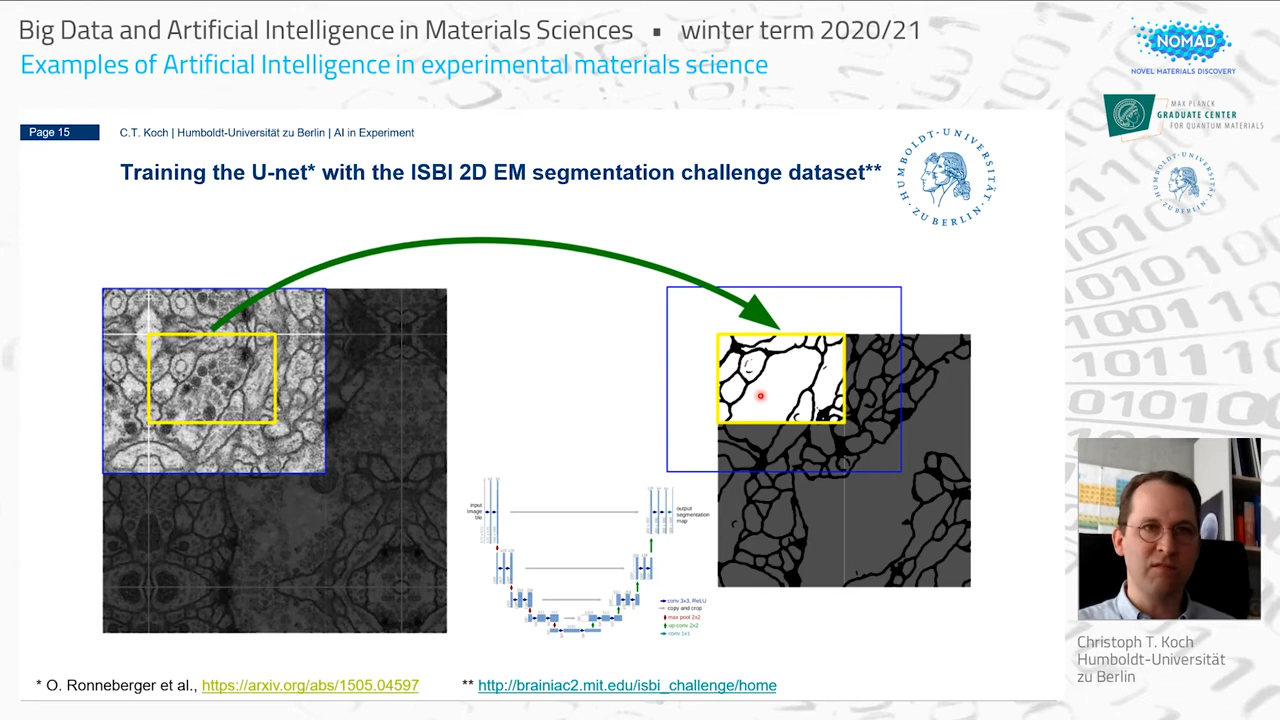 Big Data and Artificial Intelligence in Materials Sciences ▪ winter term 2020/21
Examples of Artificial Intelligence in experimental materials science
NOMAD
NOVEL MATERIALS DISCOVERY
MAX PLANCK
GRADUATE CENTER
FOR QUANTUM MATERIALS
HUMBOLDT-UNIVERSITÄT
ZU BERLIN
Page 15
C.T. Koch | Humboldt-Universität zu Berlin | AI in Experiment
Training the U-net* with the ISBI 2D EM segmentation challenge dataset**
HUMBOLDT-UNIVERSITÄT
ZU BERLIN
input
image
tile
output
segmentation
map
conv 3x3, ReLU
copy and crop
max pool 2x2
up-conv 2x2
conv 1x1
* O. Ronneberger et al., https://arxiv.org/abs/1505.04597
** http://brainiac2.mit.edu/isbi_challenge/home
Christoph T. Koch
Humboldt-Universität
zu Berlin